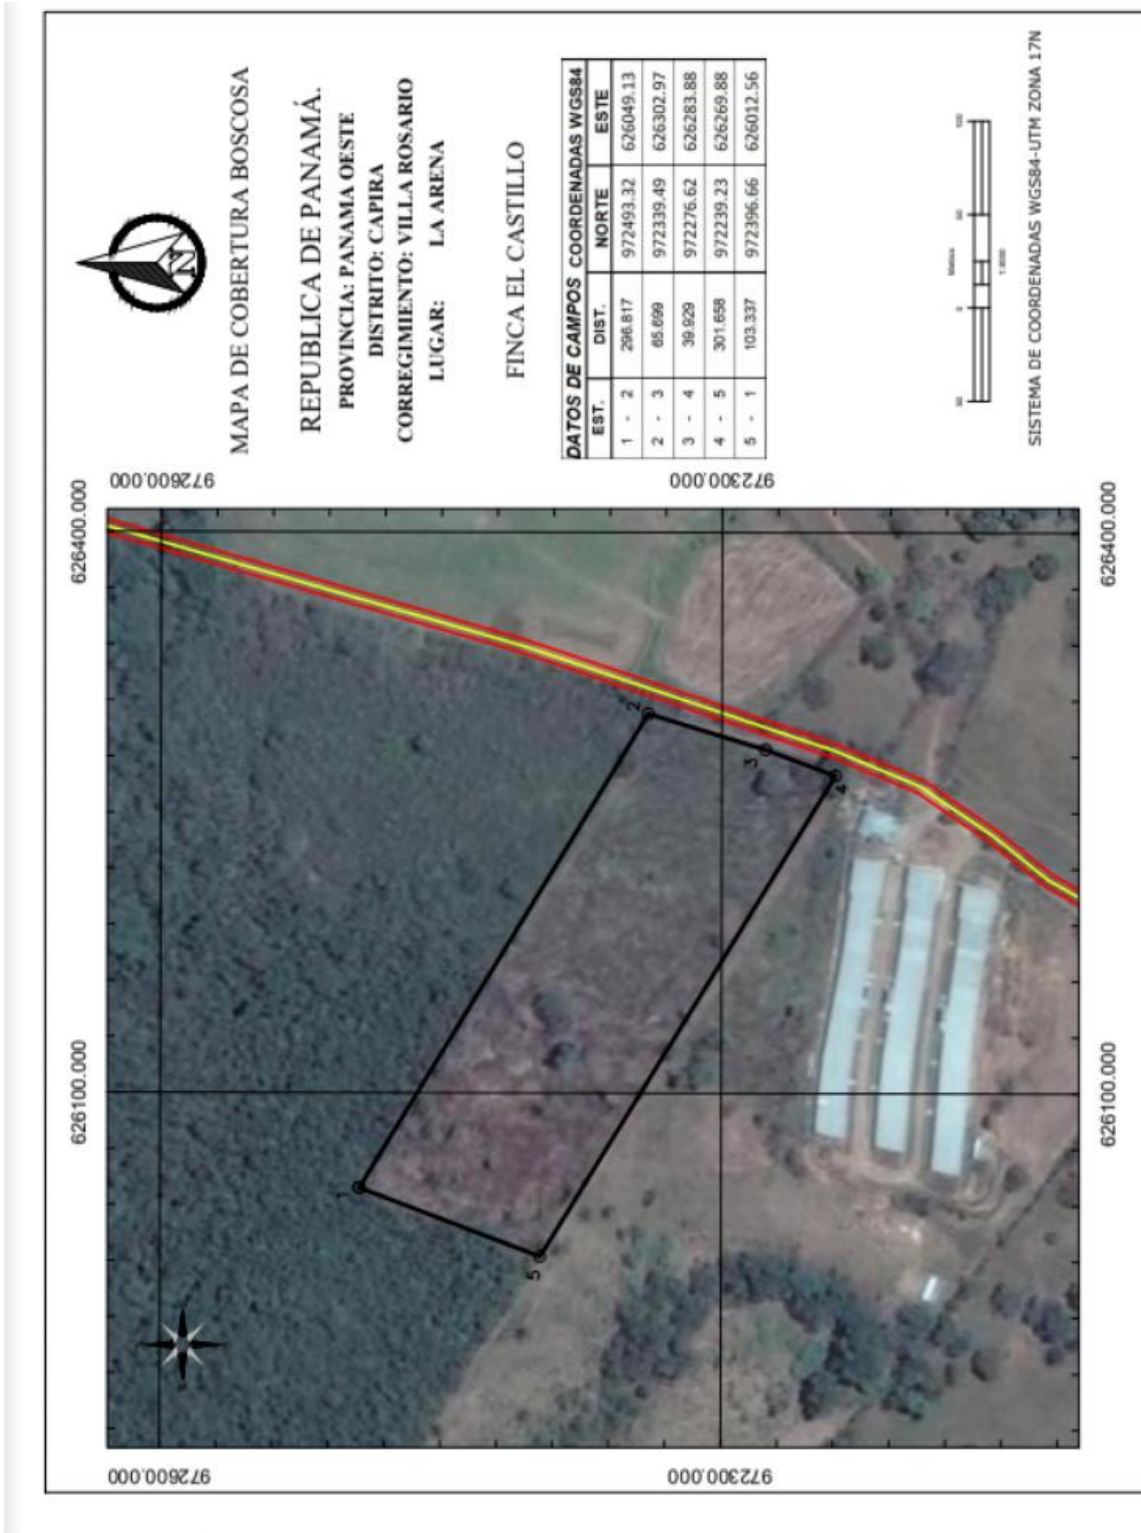 N
MAPA DE COBERTURA BOSCOSA
REPUBLICA DE PANAMÁ.
PROVINCIA: PANAMA OESTE
DISTRITO: CAPIRA
CORREGIMIENTO: VILLA ROSARIO
LUGAR: LA ARENA
FINCA EL CASTILLO
DATOS DE CAMPOS COORDENADAS WGS84
EST. DIST. NORTE ESTE
1 - 2 296.817 972493.32 626049.13
2 - 3 65.699 972339.49 626302.97
3 - 4 39.929 972276.62 626283.88
4 - 5 301.658 972239.23 626269.88
5 - 1 103.337 972396.66 626012.56
Metros
50 0 50 100
SISTEMA DE COORDENADAS WGS84-UTM ZONA 17N
626100.000 626400.000
972600.000 972600.000
1
2
3
4
5
972300.000 972300.000
626100.000 626400.000